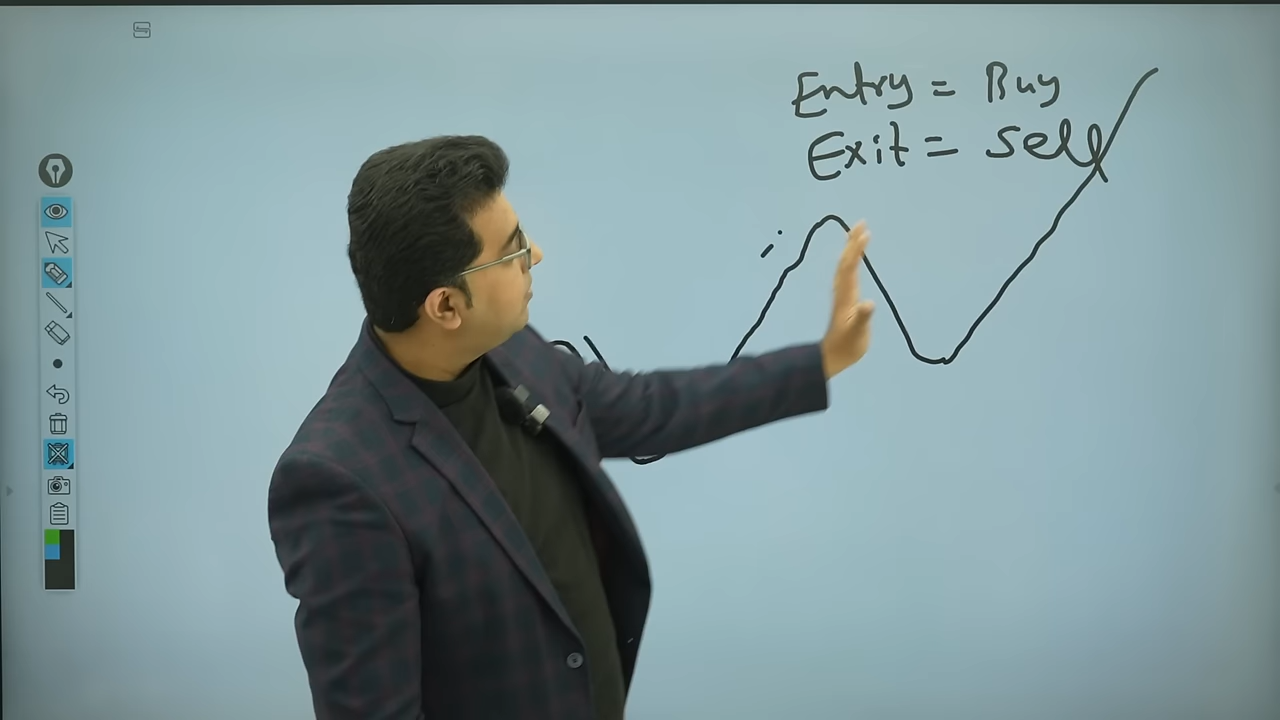 Entry = Buy
Exit = Sell